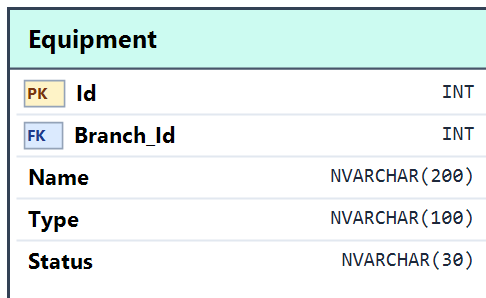 Equipment
PK Id INT
FK Branch_Id INT
Name NVARCHAR(200)
Type NVARCHAR(100)
Status NVARCHAR(30)